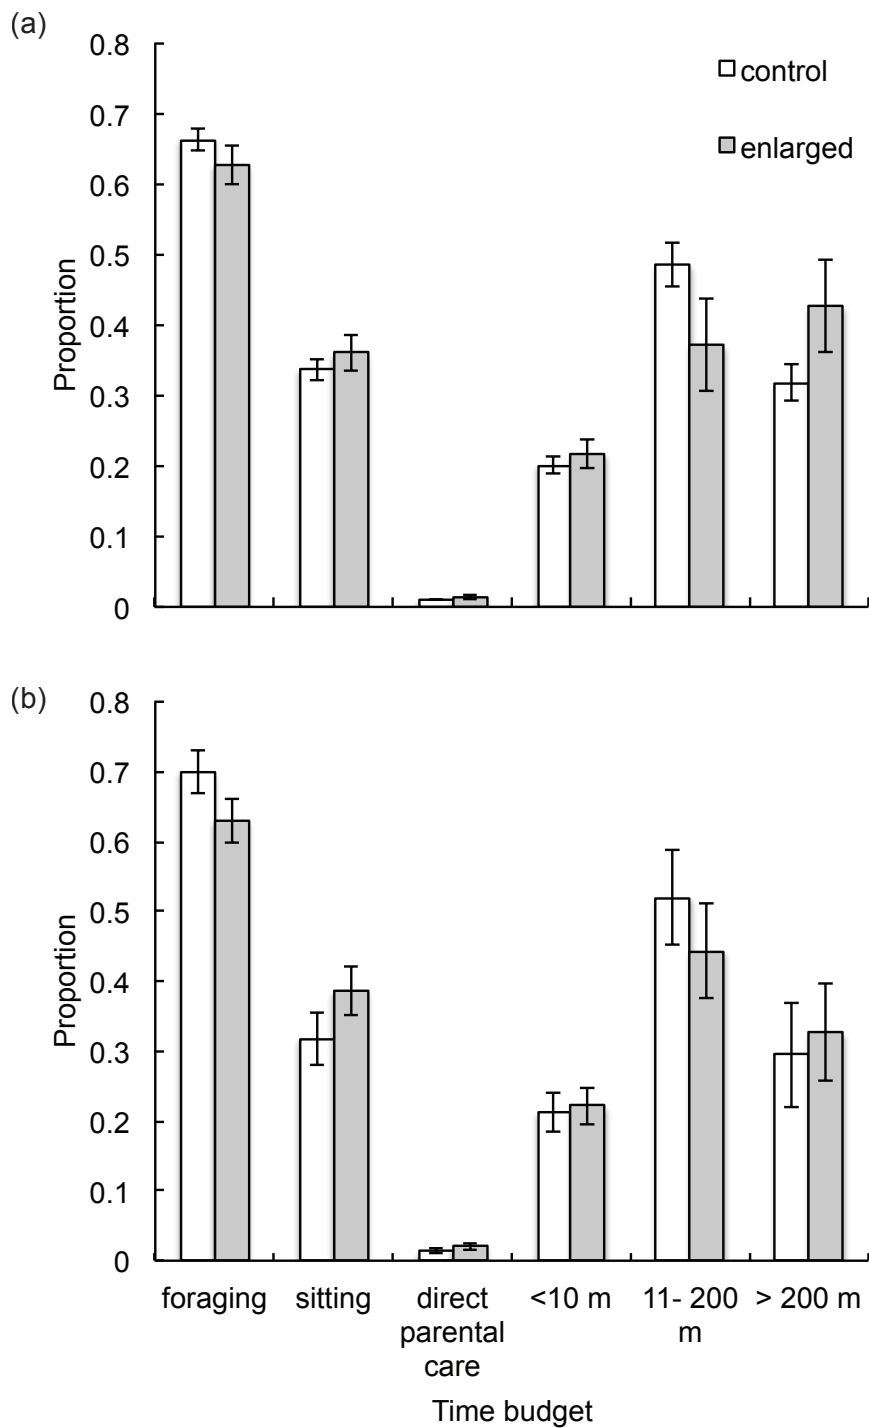 (a)
0.8
0.7
0.6
0.5
0.4
0.3
0.2
0.1
0
Proportion
control
enlarged
(b)
0.8
0.7
0.6
0.5
0.4
0.3
0.2
0.1
0
Proportion
foraging
sitting
direct
parental
care
<10 m
11- 200
m
> 200 m
Time budget